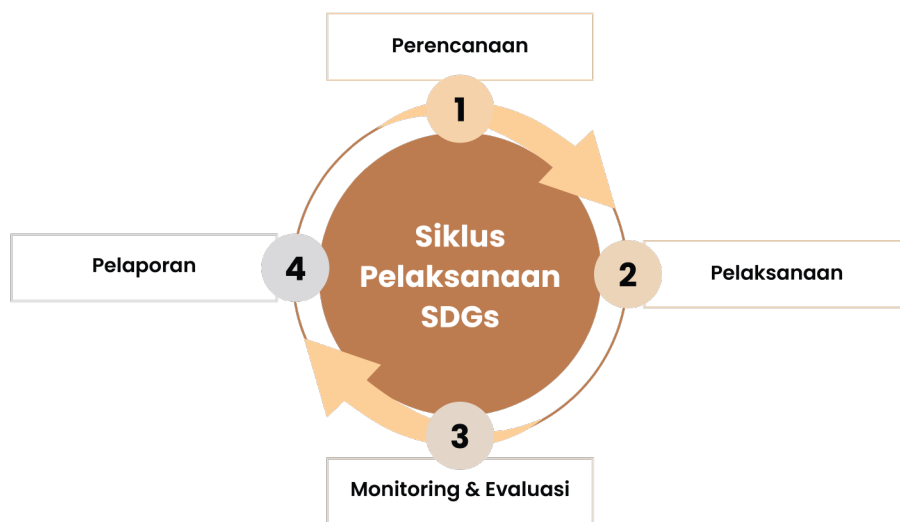 Perencanaan
1
Siklus
Pelaksanaan
SDGs
2
Pelaksanaan
3
Monitoring & Evaluasi
4
Pelaporan